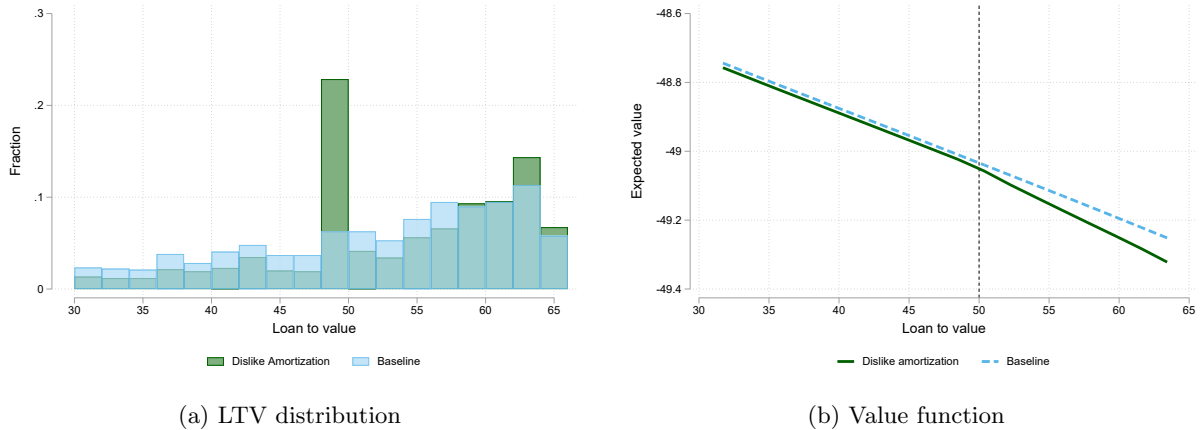 .3
.2
.1
0
Fraction
30 35 40 45 50 55 60 65
Loan to value
Dislike Amortization Baseline
(a) LTV distribution
-48.6
-48.8
-49
-49.2
-49.4
Expected value
30 35 40 45 50 55 60 65
Loan to value
Dislike amortization Baseline
(b) Value function